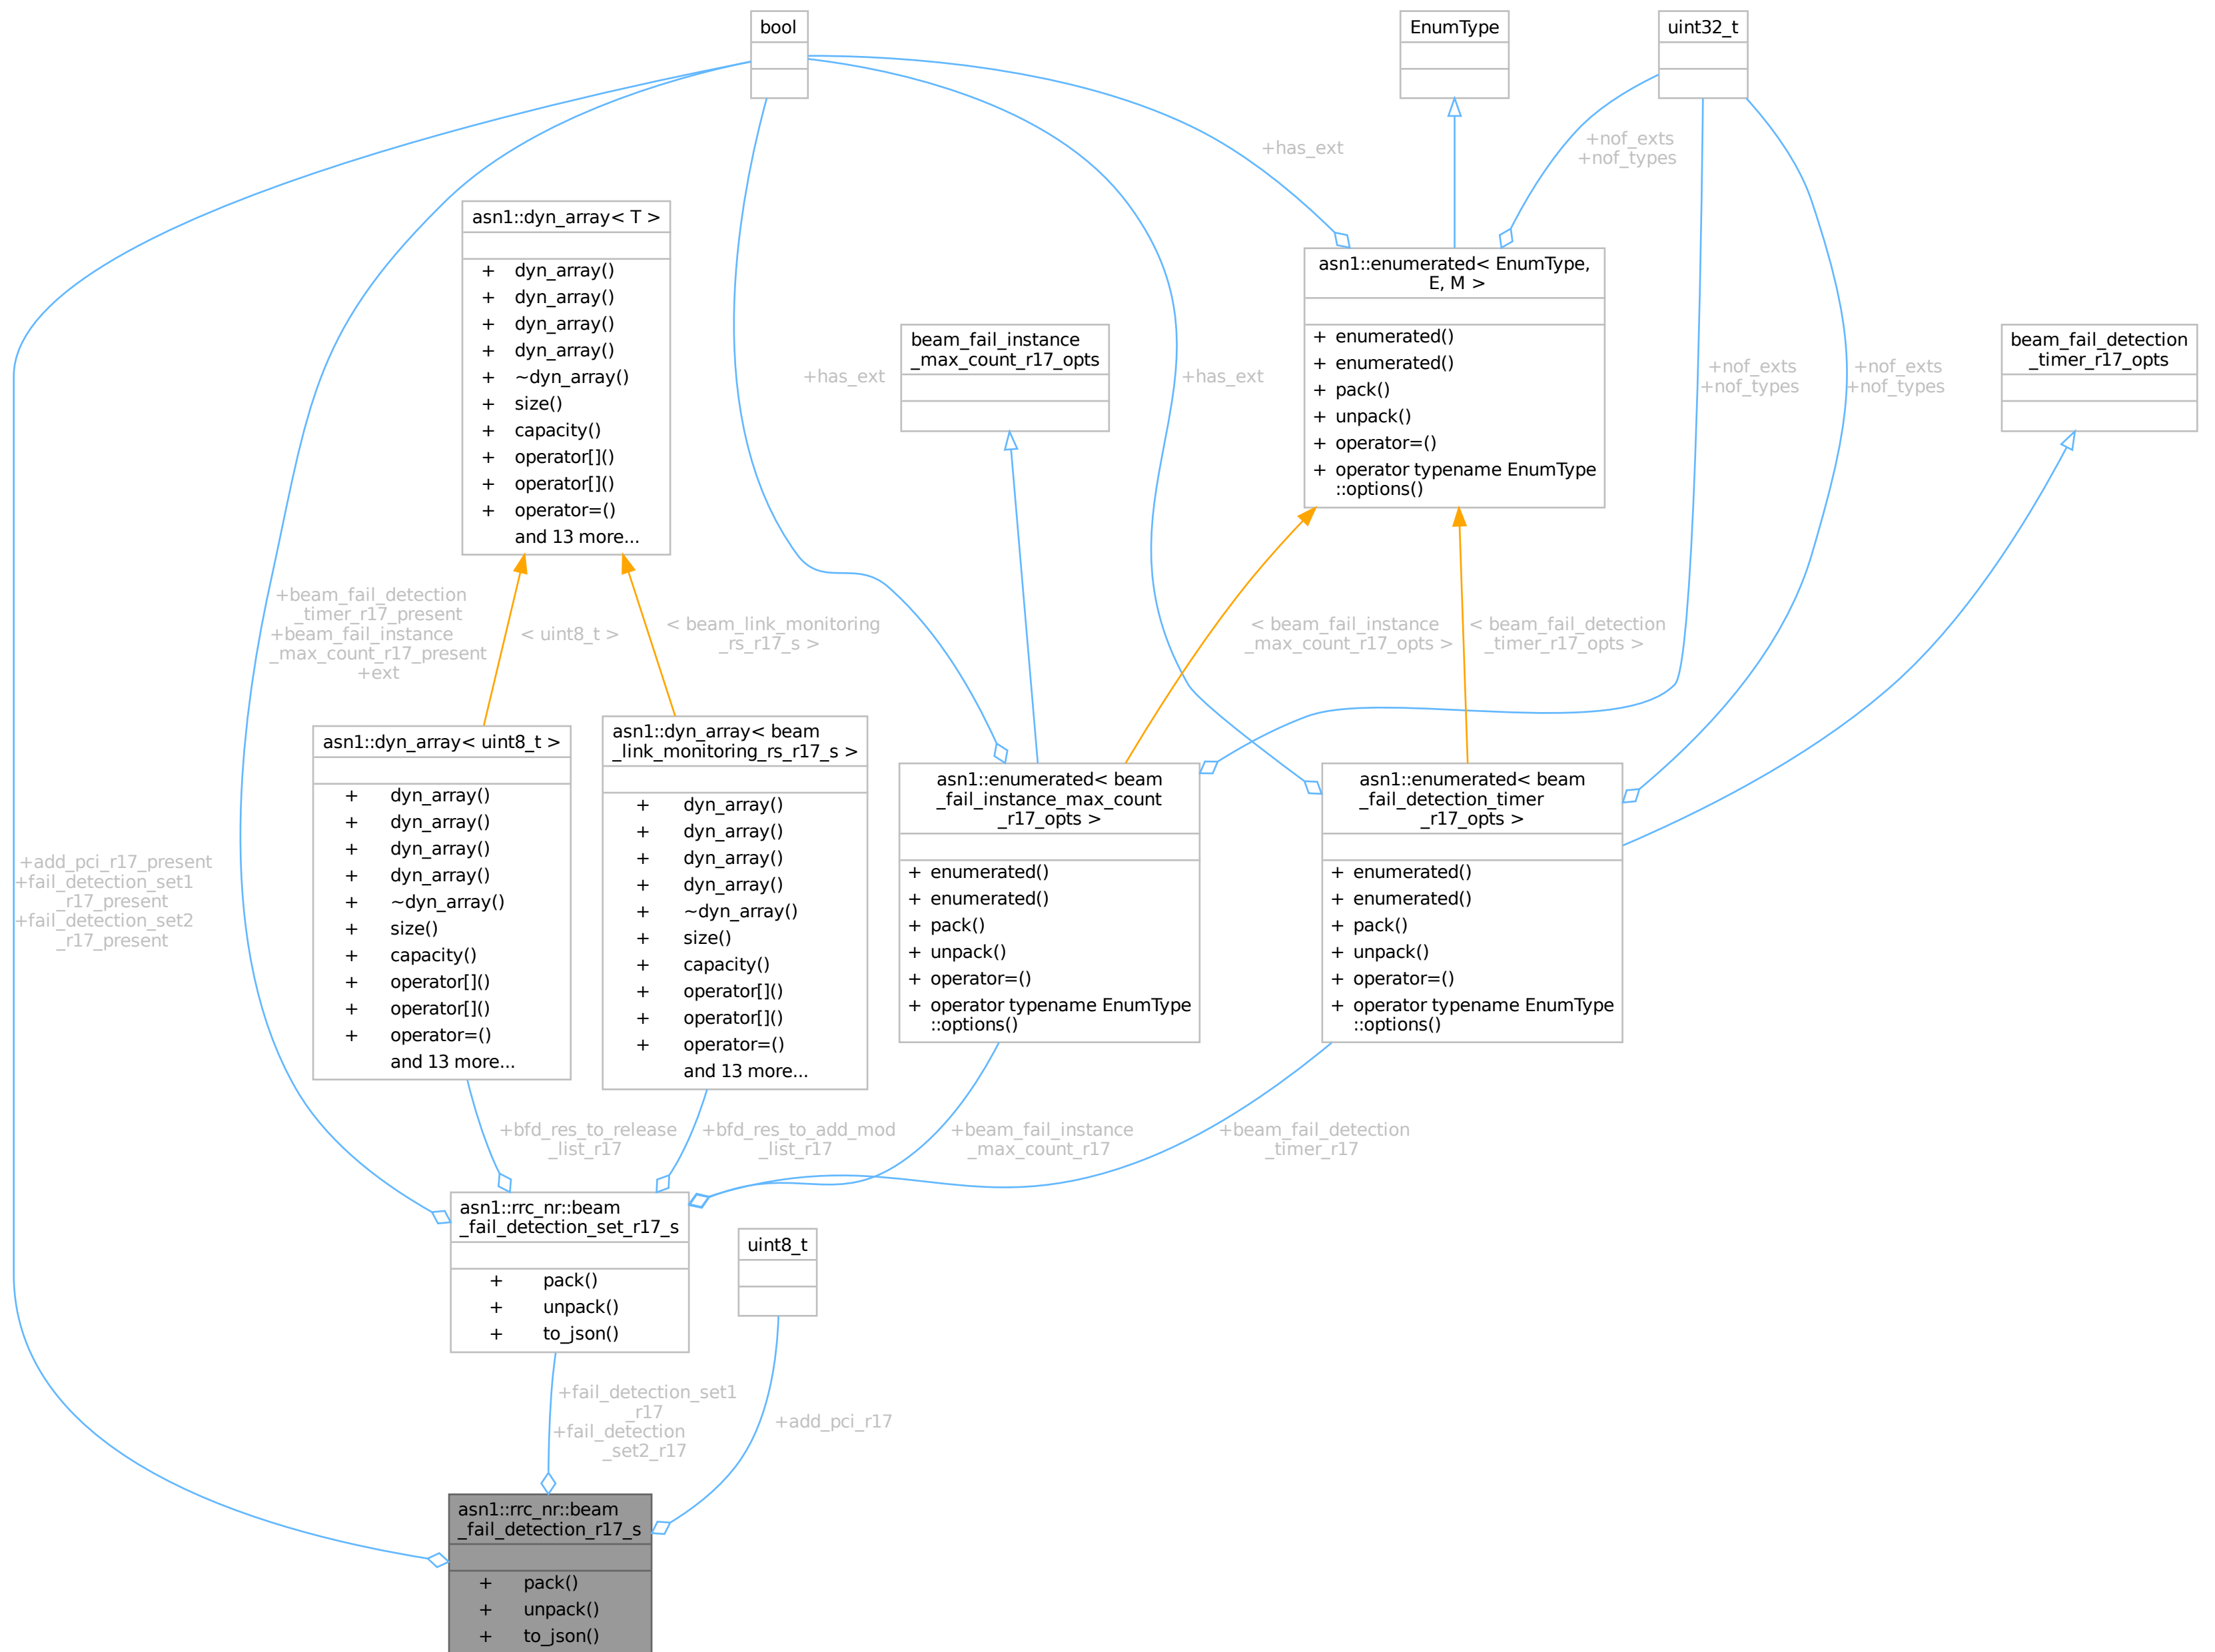 bool
EnumType
uint32_t
+has_ext
+nof_exts
+nof_types
asn1::dyn_array< T >
+ dyn_array()
+ dyn_array()
+ dyn_array()
+ dyn_array()
+ ~dyn_array()
+ size()
+ capacity()
+ operator[]()
+ operator[]()
+ operator=()
and 13 more...
asn1::enumerated< EnumType,
E, M >
+ enumerated()
+ enumerated()
+ pack()
+ unpack()
+ operator=()
+ operator typename EnumType
::options()
beam_fail_instance
_max_count_r17_opts
beam_fail_detection
_timer_r17_opts
+has_ext
+has_ext
+nof_exts
+nof_types
+nof_exts
+nof_types
+beam_fail_detection
_timer_r17_present
+beam_fail_instance
_max_count_r17_present
+ext
< uint8_t >
< beam_link_monitoring
_rs_r17_s >
< beam_fail_instance
_max_count_r17_opts >
< beam_fail_detection
_timer_r17_opts >
+add_pci_r17_present
+fail_detection_set1
_r17_present
+fail_detection_set2
_r17_present
asn1::dyn_array< uint8_t >
+ dyn_array()
+ dyn_array()
+ dyn_array()
+ dyn_array()
+ ~dyn_array()
+ size()
+ capacity()
+ operator[]()
+ operator[]()
+ operator=()
and 13 more...
asn1::dyn_array< beam
_link_monitoring_rs_r17_s >
+ dyn_array()
+ dyn_array()
+ dyn_array()
+ dyn_array()
+ ~dyn_array()
+ size()
+ capacity()
+ operator[]()
+ operator[]()
+ operator=()
and 13 more...
asn1::enumerated< beam
_fail_instance_max_count
_r17_opts >
+ enumerated()
+ enumerated()
+ pack()
+ unpack()
+ operator=()
+ operator typename EnumType
::options()
asn1::enumerated< beam
_fail_detection_timer
_r17_opts >
+ enumerated()
+ enumerated()
+ pack()
+ unpack()
+ operator=()
+ operator typename EnumType
::options()
+bfd_res_to_release
_list_r17
+bfd_res_to_add_mod
_list_r17
+beam_fail_instance
_max_count_r17
+beam_fail_detection
_timer_r17
asn1::rrc_nr::beam
_fail_detection_set_r17_s
+ pack()
+ unpack()
+ to_json()
uint8_t
+fail_detection_set1
_r17
+fail_detection
_set2_r17
+add_pci_r17
asn1::rrc_nr::beam
_fail_detection_r17_s
+ pack()
+ unpack()
+ to_json()